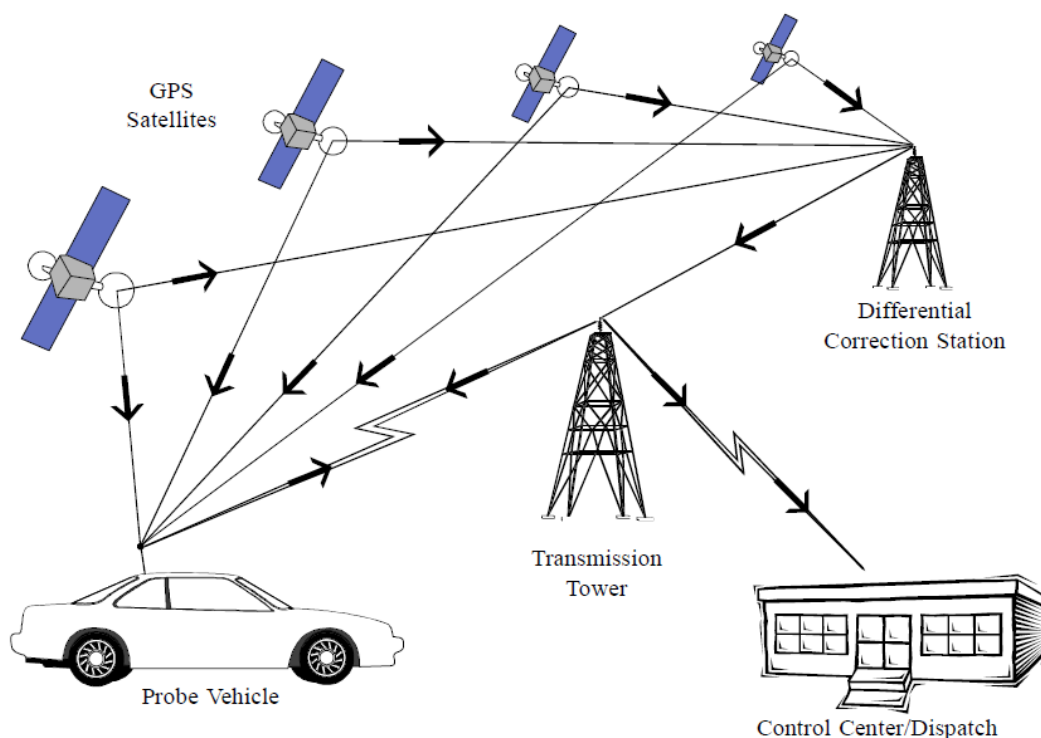 GPS
Satellites
Differential
Correction Station
Transmission
Tower
Probe Vehicle
Control Center/Dispatch